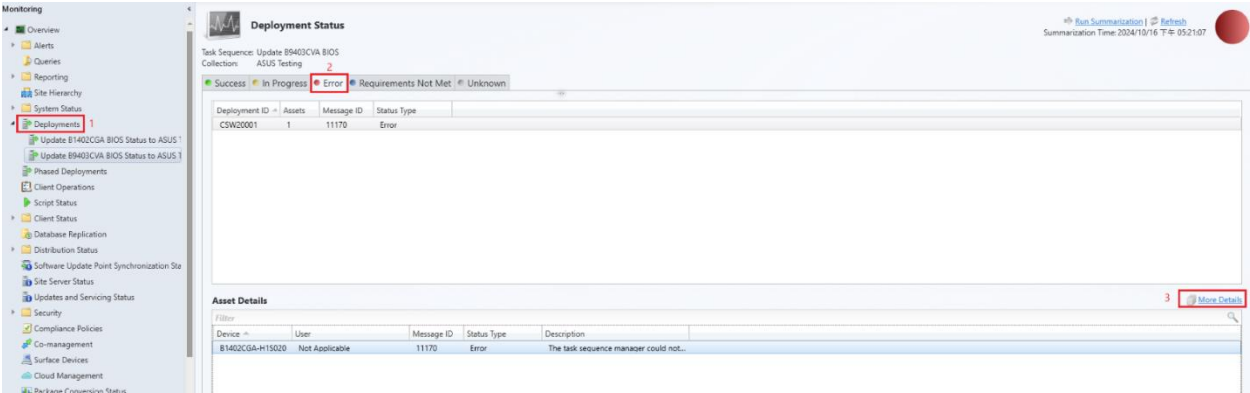 Monitoring
Overview
Alerts
Queries
Reporting
Site Hierarchy
System Status
Deployments 1
Update B1402CGA BIOS Status to ASUS T
Update B9403CVA BIOS Status to ASUS T
Phased Deployments
Client Operations
Script Status
Client Status
Database Replication
Distribution Status
Software Update Point Synchronization Sta
Site Server Status
Updates and Servicing Status
Security
Compliance Policies
Co-management
Surface Devices
Cloud Management
Package Conversion Status
Deployment Status
Run Summarization | Refresh
Summarization Time: 2024/10/16 下午 05:21:07
Task Sequence: Update B9403CVA BIOS
Collection: ASUS Testing
2
Success In Progress Error Requirements Not Met Unknown
Deployment ID Assets Message ID Status Type
CSW20001 1 11170 Error
Asset Details
3 More Details
Filter
Device User Message ID Status Type Description
B1402CGA-H15020 Not Applicable 11170 Error The task sequence manager could not...